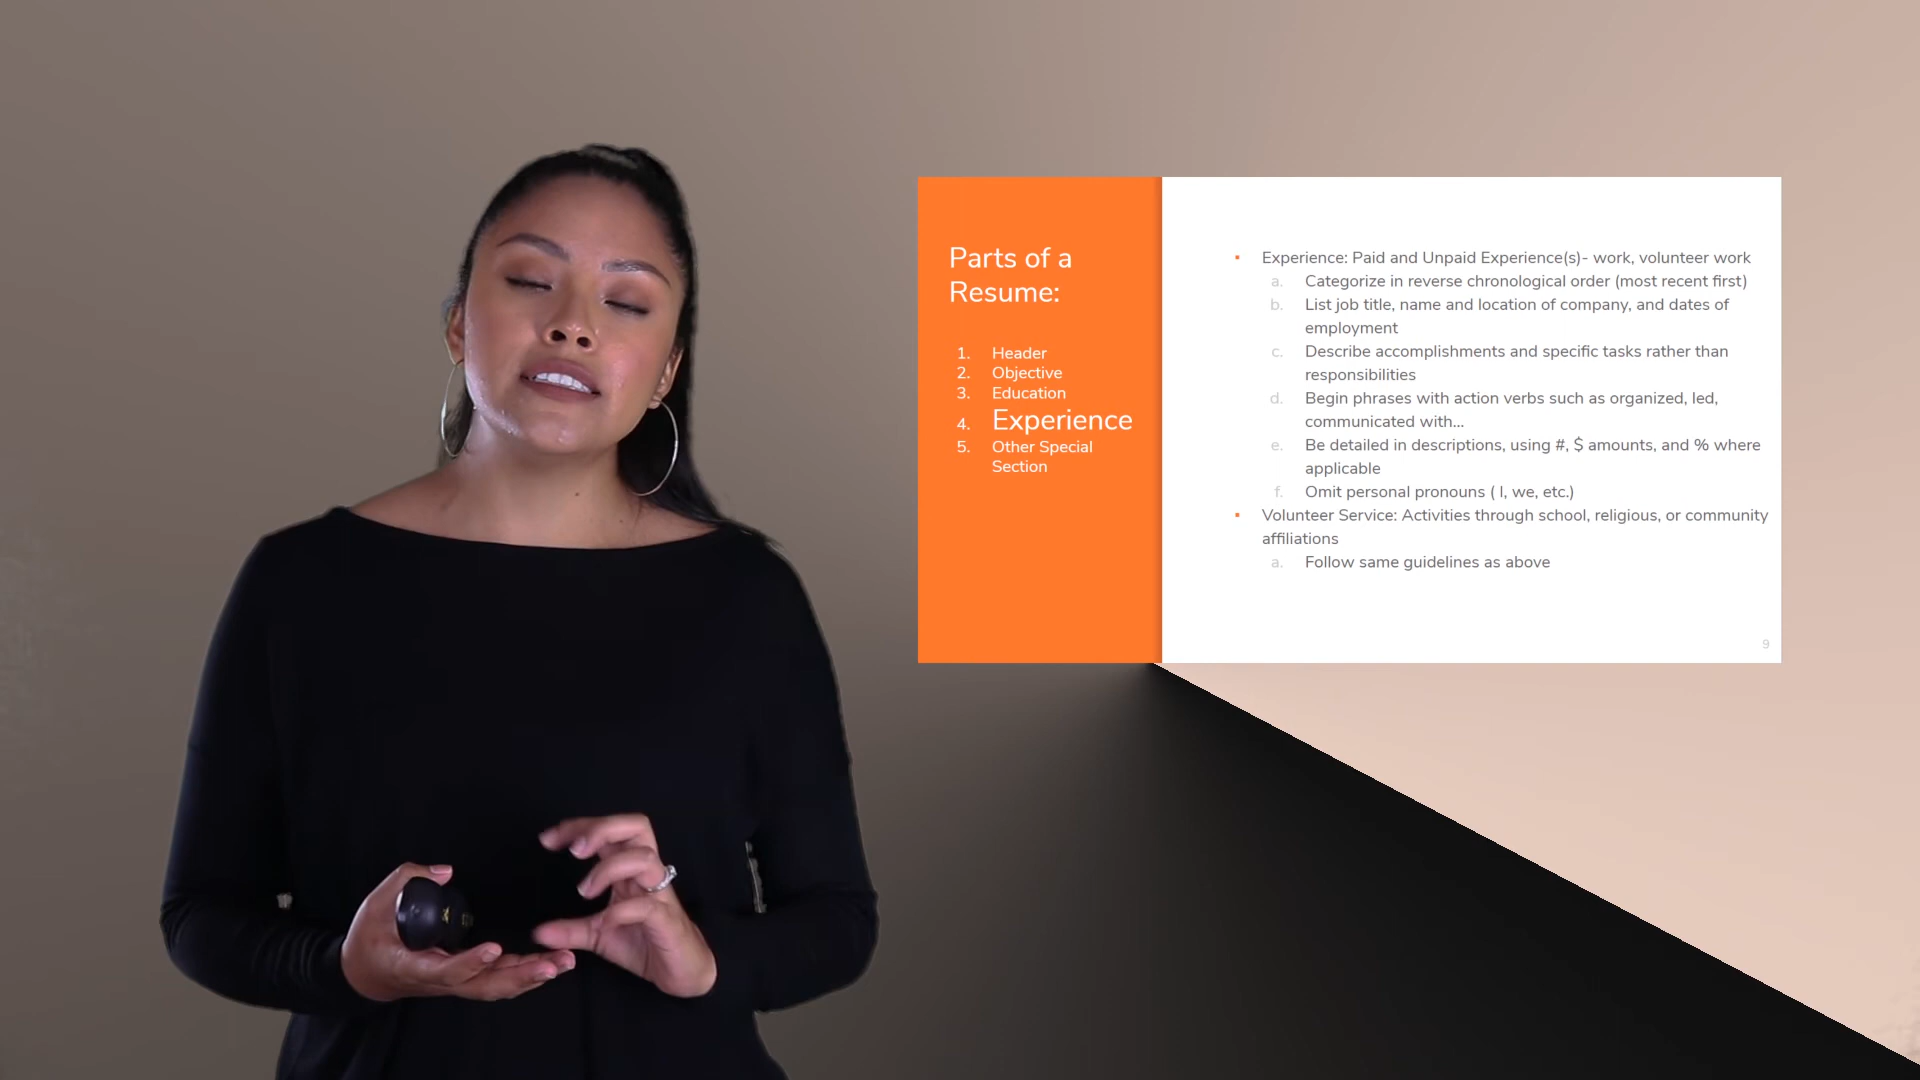 Parts of a
Resume:
1. Header
2. Objective
3. Education
4. Experience
5. Other Special
Section
▪ Experience: Paid and Unpaid Experience(s)- work, volunteer work
a. Categorize in reverse chronological order (most recent first)
b. List job title, name and location of company, and dates of
employment
c. Describe accomplishments and specific tasks rather than
responsibilities
d. Begin phrases with action verbs such as organized, led,
communicated with...
e. Be detailed in descriptions, using #, $ amounts, and % where
applicable
f. Omit personal pronouns ( I, we, etc.)
▪ Volunteer Service: Activities through school, religious, or community
affiliations
a. Follow same guidelines as above
9